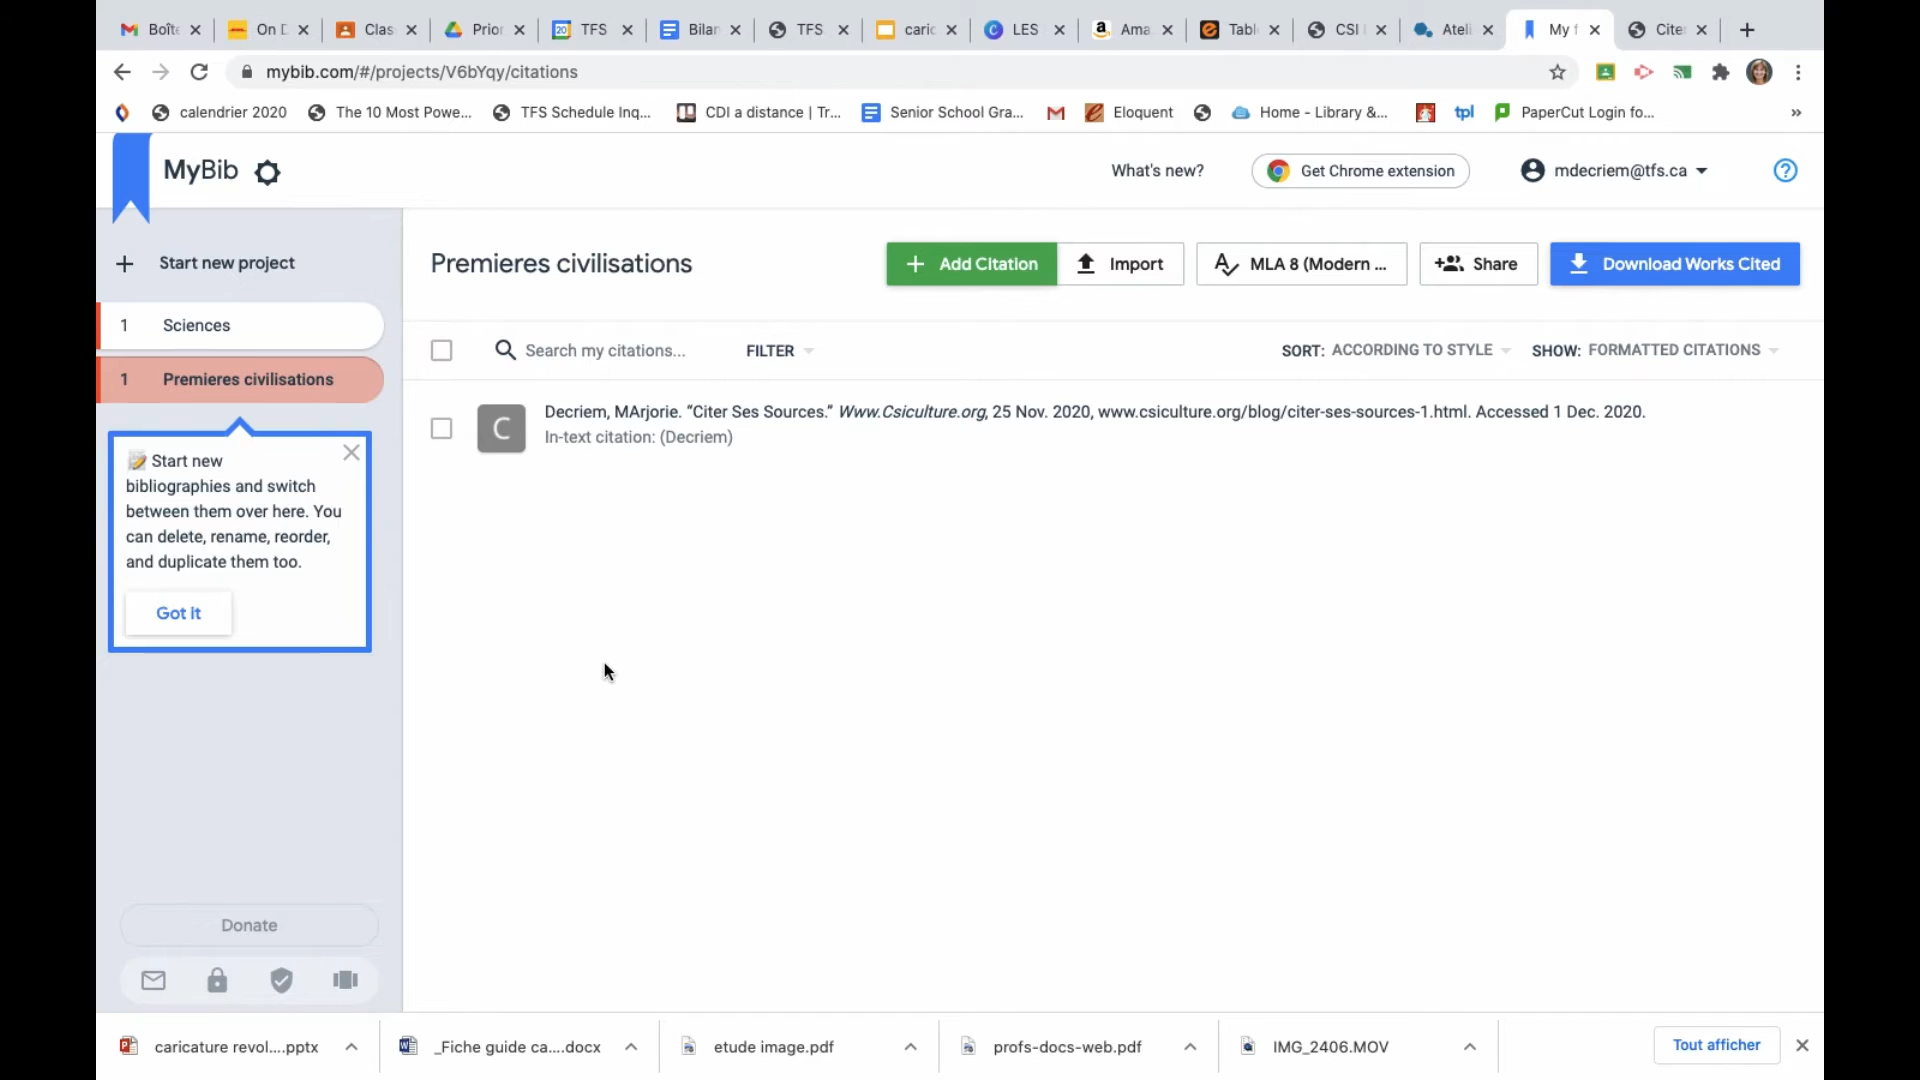 Boîte
On D
Clas
Prior
TFS
Bilan
TFS
caric
LES
Ama
Tabl
CSI
Ateli
My f
Citer
mybib.com/#/projects/V6bYqy/citations
calendrier 2020
The 10 Most Powe...
TFS Schedule Inq...
CDI a distance | Tr...
Senior School Gra...
Eloquent
Home - Library &...
tpl
PaperCut Login fo...
»
MyBib
What's new?
Get Chrome extension
mdecriem@tfs.ca
Start new project
1 Sciences
1 Premieres civilisations
Start new
bibliographies and switch
between them over here. You
can delete, rename, reorder,
and duplicate them too.
Got it
Donate
Premieres civilisations
Add Citation
Import
MLA 8 (Modern ...
Share
Download Works Cited
Search my citations...
FILTER
SORT: ACCORDING TO STYLE
SHOW: FORMATTED CITATIONS
C
Decriem, MArjorie. “Citer Ses Sources.” Www.Csiculture.org, 25 Nov. 2020, www.csiculture.org/blog/citer-ses-sources-1.html. Accessed 1 Dec. 2020.
In-text citation: (Decriem)
caricature revol....pptx
_Fiche guide ca....docx
etude image.pdf
profs-docs-web.pdf
IMG_2406.MOV
Tout afficher